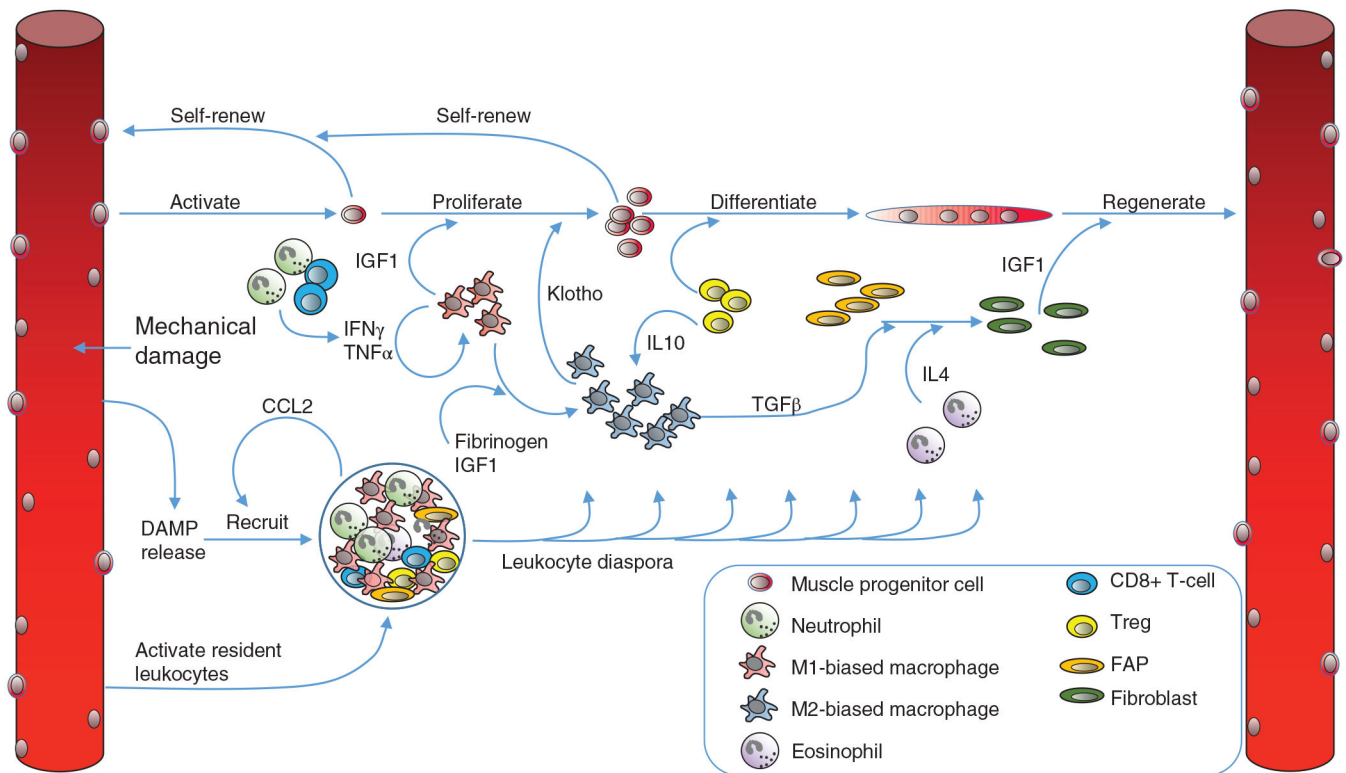 Self-renew
Self-renew
Activate
Proliferate
Differentiate
Regenerate
IGF1
Klotho
IGF1
Mechanical
damage
IFNγ
TNFα
IL10
IL4
CCL2
TGFβ
Fibrinogen
IGF1
DAMP
release
Recruit
Leukocyte diaspora
Activate resident
leukocytes
Muscle progenitor cell
Neutrophil
M1-biased macrophage
M2-biased macrophage
Eosinophil
CD8+ T-cell
Treg
FAP
Fibroblast